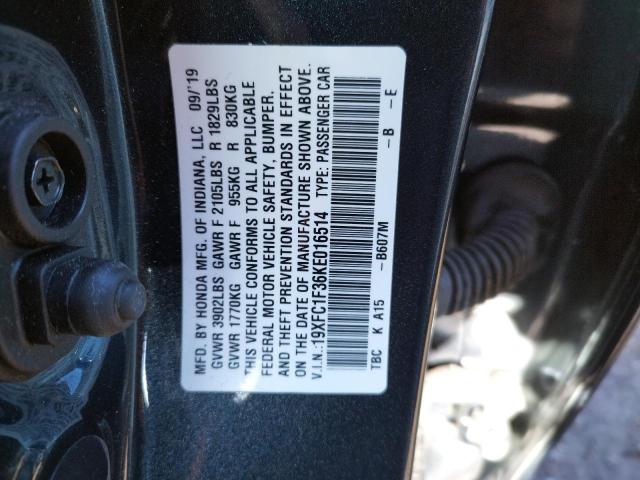 MFD. BY HONDA MFG. OF INDIANA, LLC 09/'19
GVWR 3902LBS GAWR F 2105LBS R 1829LBS
GVWR 1770KG GAWR F 955KG R 830KG
THIS VEHICLE CONFORMS TO ALL APPLICABLE
FEDERAL MOTOR VEHICLE SAFETY, BUMPER,
AND THEFT PREVENTION STANDARDS IN EFFECT
ON THE DATE OF MANUFACTURE SHOWN ABOVE.
V.I.N.:19XFC1F36KE016514 TYPE: PASSENGER CAR
TBC K A15 -B607M -B -E